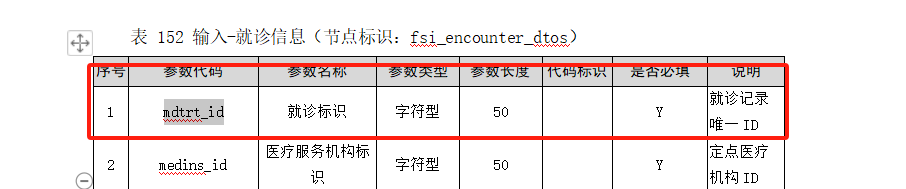 表 152 输入-就诊信息（节点标识：fsi_encounter_dtos）
序号 参数代码 参数名称 参数类型 参数长度 代码标识 是否必填 说明
1 mdtrt_id 就诊标识 字符型 50 Y 就诊记录唯一 ID
2 medins_id 医疗服务机构标识 字符型 50 Y 定点医疗机构 ID